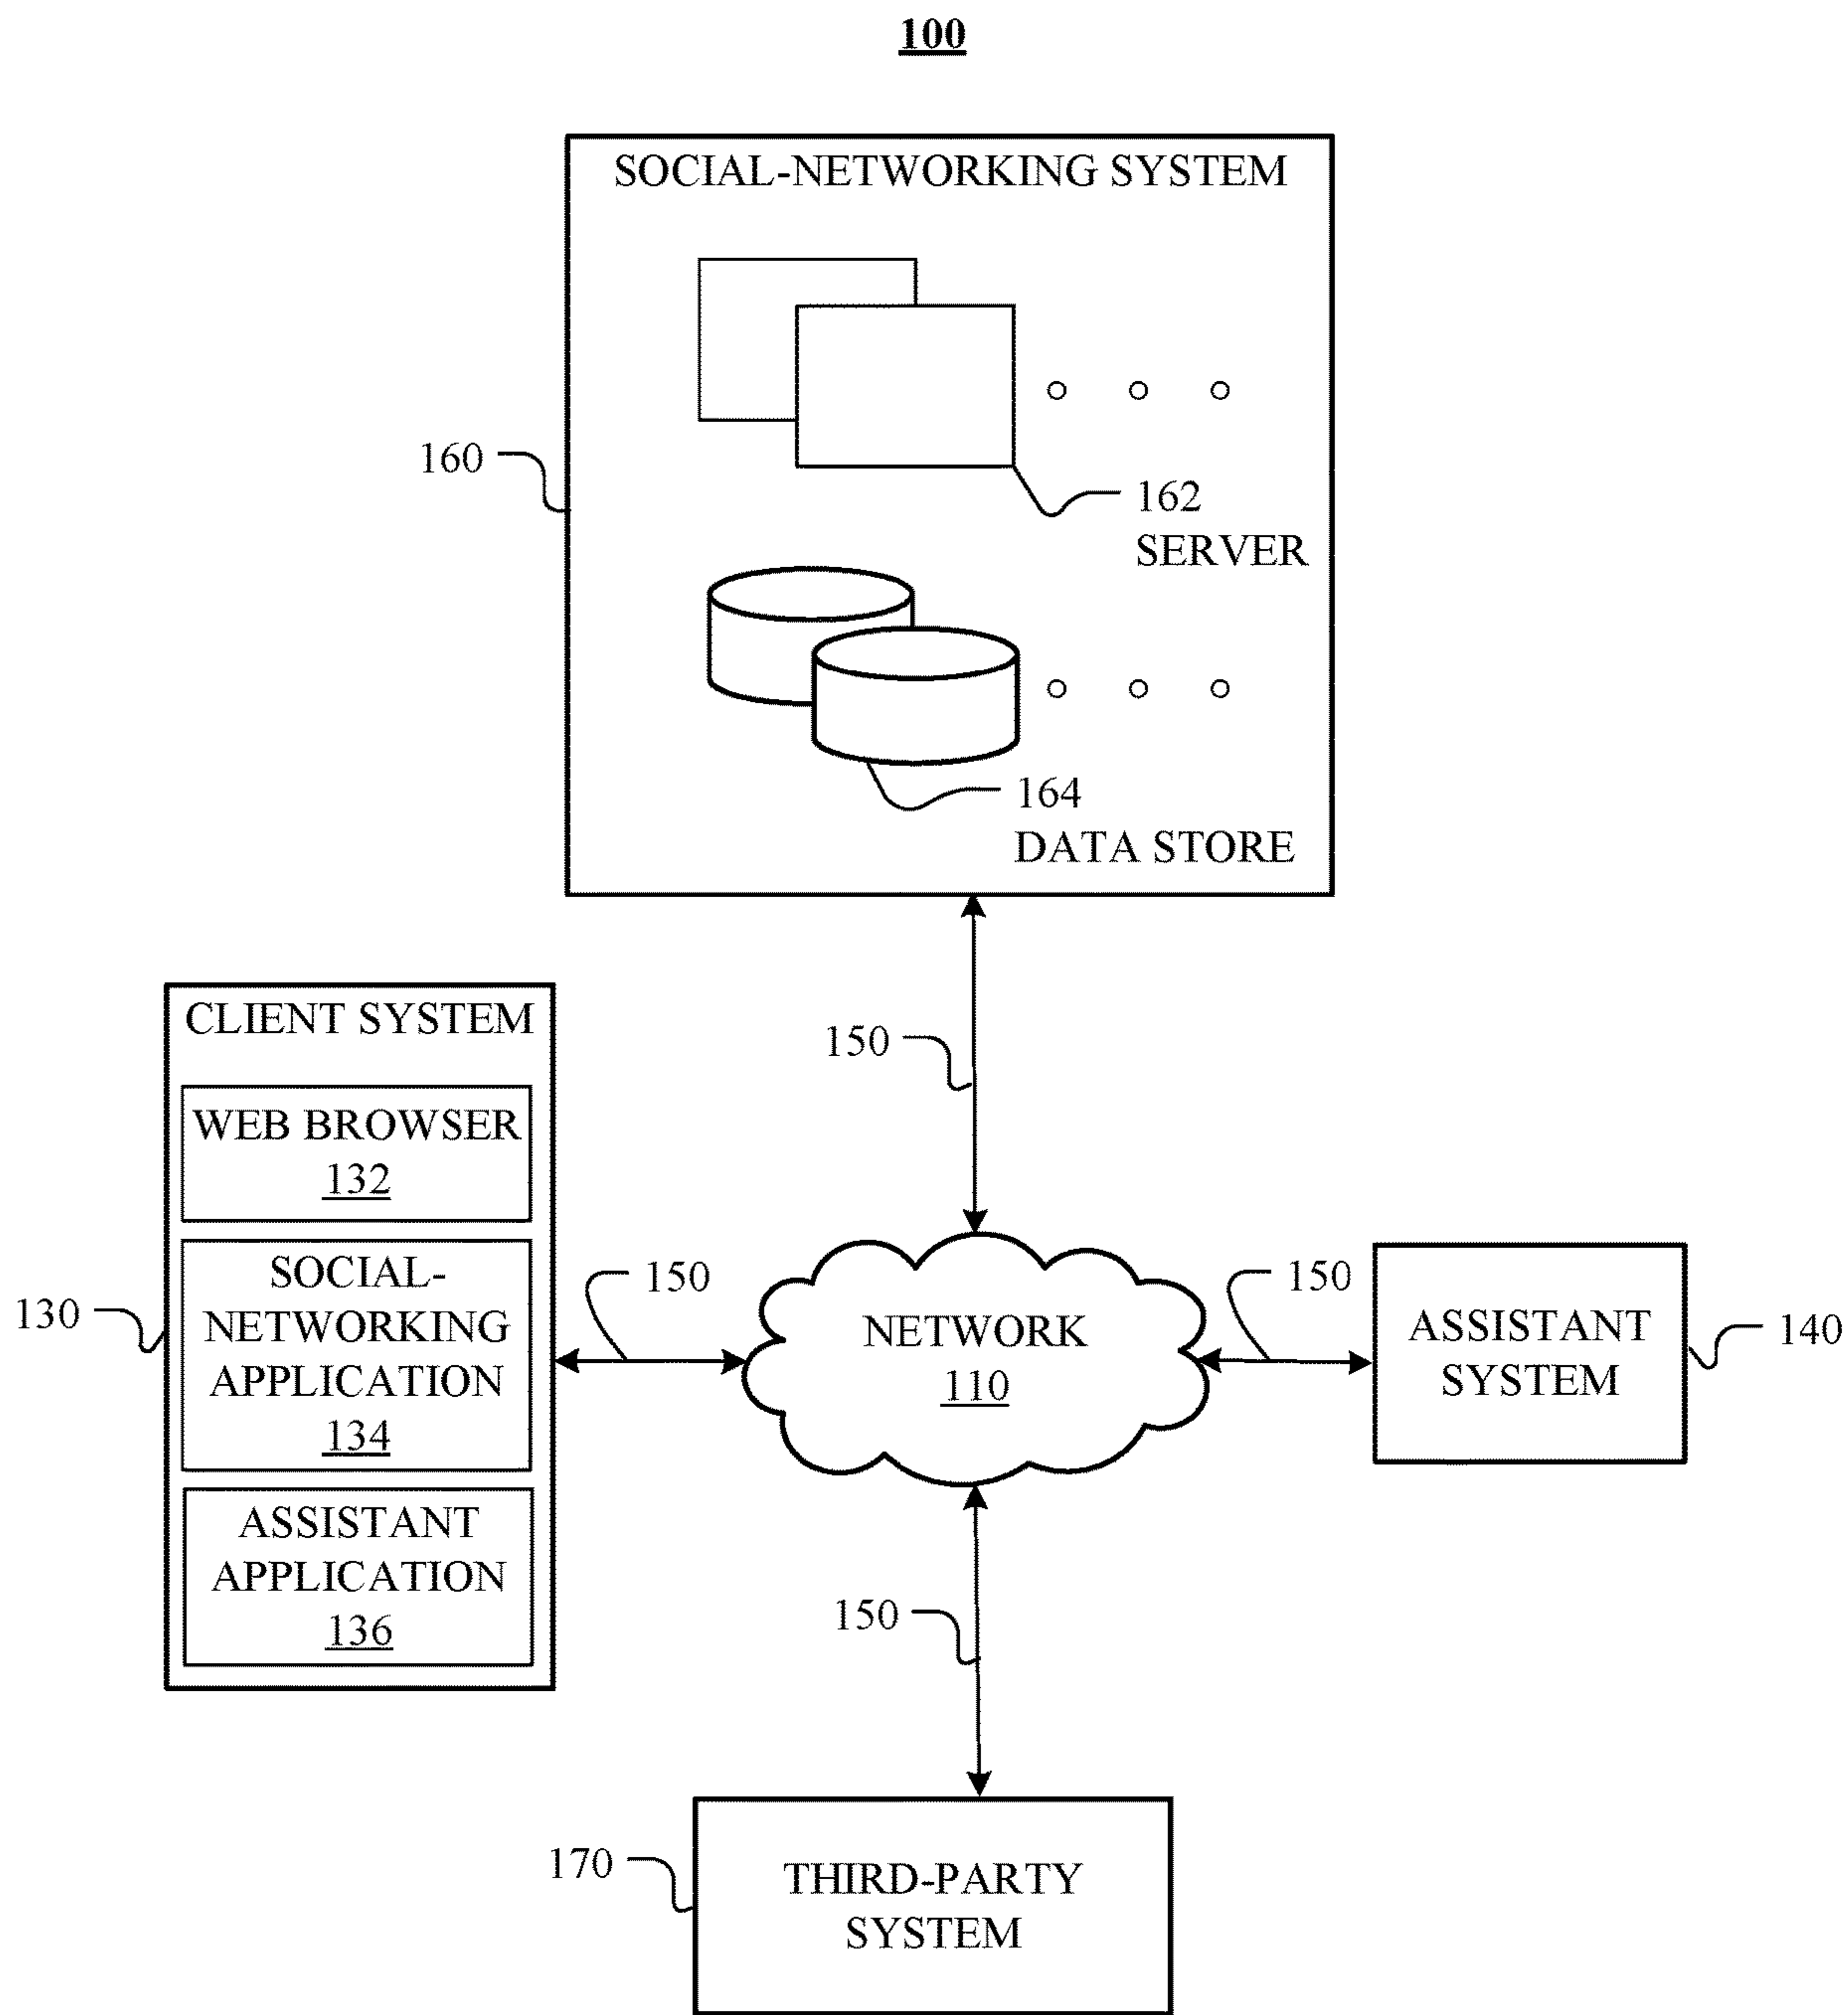 100
SOCIAL-NETWORKING SYSTEM
160
162
SERVER
164
DATA STORE
CLIENT SYSTEM
WEB BROWSER
132
SOCIAL-
NETWORKING
APPLICATION
134
ASSISTANT
APPLICATION
136
130
150
150
NETWORK
110
150
ASSISTANT
SYSTEM
140
150
170
THIRD-PARTY
SYSTEM